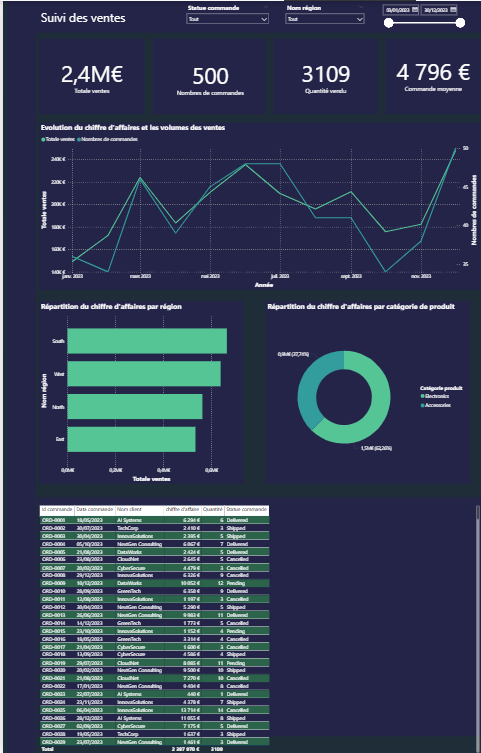 Suivi des ventes
Statue commande
Tout
Nom région
Tout
03/01/2023
30/12/2023
2,4M€
Totale ventes
500
Nombres de commandes
3109
Quantité vendu
4 796 €
Commande moyenne
Evolution du chiffre d'affaires et les volumes des ventes
Totale ventes Nombres de commandes
Totale ventes
240K €
220K €
200K €
180K €
160K €
140K €
50
45
40
35
Nombres de commandes
janv. 2023 mars 2023 mai 2023 juil. 2023 sept. 2023 nov. 2023
Année
Répartition du chiffre d'affaires par région
Nom région
South
West
North
East
0,0M€ 0,2M€ 0,4M€ 0,6M€
Totale ventes
Répartition du chiffre d'affaires par catégorie de produit
0,9M€ (37,74%)
1,5M€ (62,26%)
Catégorie produit
Electronics
Accessories
Id commande Date commande Nom client chiffre d'affaire Quantité Statue commande
ORD-0001 18/05/2023 AI Systems 6 294 € 6 Delivered
ORD-0002 30/07/2023 TechCorp 2 410 € 3 Shipped
ORD-0003 30/04/2023 InnovaSolutions 2 395 € 5 Shipped
ORD-0004 05/10/2023 NextGen Consulting 6 067 € 7 Delivered
ORD-0005 21/08/2023 DataWorks 2 424 € 5 Delivered
ORD-0006 23/08/2023 CloudNet 2 645 € 5 Cancelled
ORD-0007 28/02/2023 CyberSecure 4 479 € 3 Cancelled
ORD-0008 29/12/2023 InnovaSolutions 6 326 € 9 Cancelled
ORD-0009 10/12/2023 DataWorks 10 052 € 12 Pending
ORD-0010 28/09/2023 GreenTech 6 358 € 9 Delivered
ORD-0011 12/08/2023 InnovaSolutions 1 197 € 3 Cancelled
ORD-0012 30/04/2023 NextGen Consulting 5 290 € 5 Shipped
ORD-0013 26/06/2023 NextGen Consulting 9 983 € 11 Delivered
ORD-0014 14/12/2023 GreenTech 1 773 € 5 Cancelled
ORD-0015 23/10/2023 InnovaSolutions 1 152 € 4 Pending
ORD-0016 18/05/2023 GreenTech 3 314 € 4 Cancelled
ORD-0017 21/04/2023 CyberSecure 1 600 € 3 Cancelled
ORD-0018 13/09/2023 CyberSecure 4 586 € 4 Shipped
ORD-0019 29/07/2023 CloudNet 8 085 € 11 Pending
ORD-0020 20/02/2023 NextGen Consulting 9 500 € 10 Shipped
ORD-0021 21/08/2023 CloudNet 7 270 € 10 Cancelled
ORD-0022 17/01/2023 NextGen Consulting 9 404 € 8 Cancelled
ORD-0023 22/07/2023 AI Systems 440 € 1 Delivered
ORD-0024 23/11/2023 InnovaSolutions 4 378 € 7 Shipped
ORD-0025 06/04/2023 InnovaSolutions 13 714 € 14 Cancelled
ORD-0026 28/12/2023 AI Systems 11 055 € 8 Shipped
ORD-0027 02/09/2023 CyberSecure 7 175 € 5 Delivered
ORD-0028 19/05/2023 TechCorp 1 637 € 3 Shipped
ORD-0029 23/07/2023 NextGen Consulting 1 461 € 3 Delivered
Total 2 397 970 € 3109